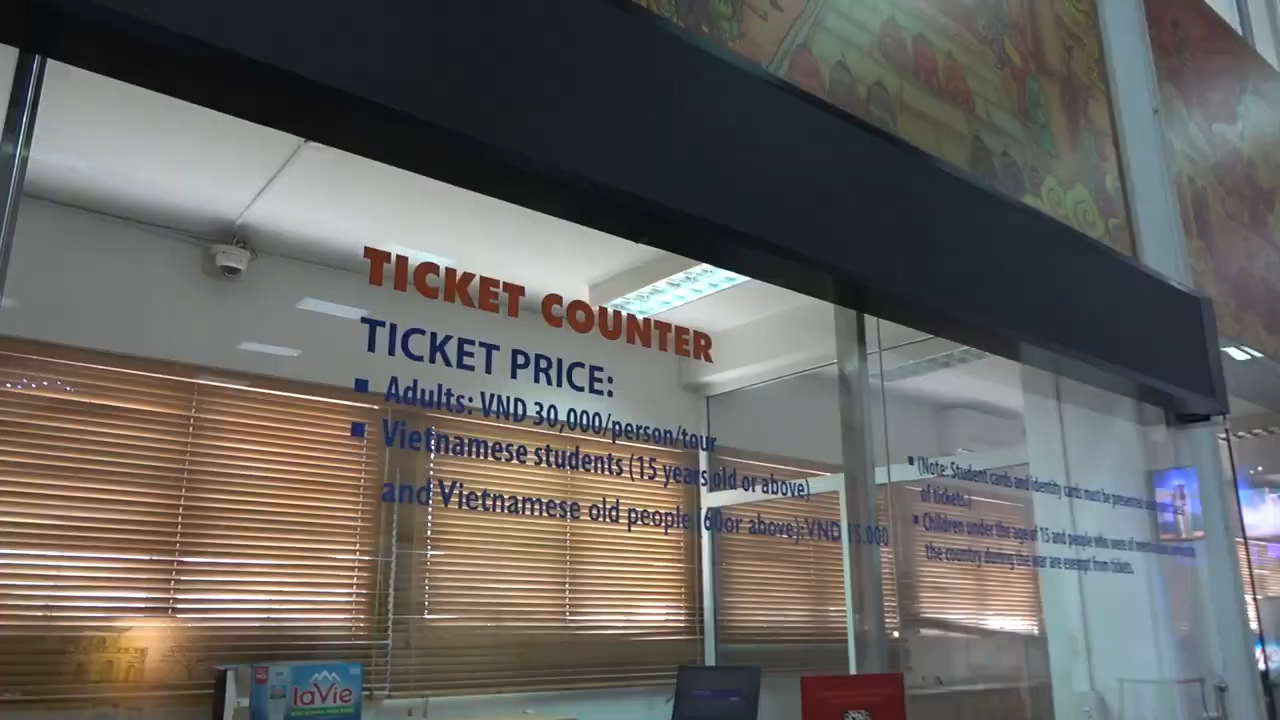 TICKET COUNTER
TICKET PRICE:
▪ Adults: VND 30,000/person/tour
▪ Vietnamese students (15 years old or above)
and Vietnamese old people (60or above):VND 15.000
▪ (Note: Student cards and identity cards must be presented
of tickets.)
▪ Children under the age of 15 and people who were of
the country during the war are exempt from tickets.
laVie